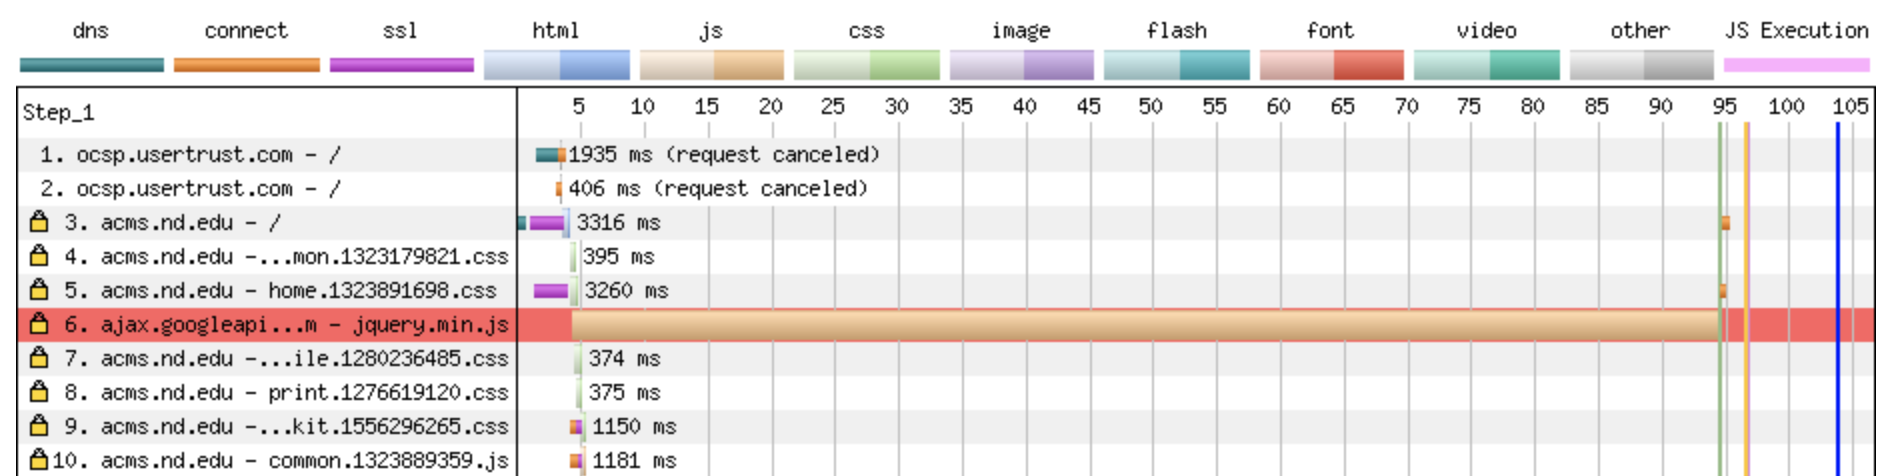 dns connect ssl html js css image flash font video other JS Execution
Step_1 5 10 15 20 25 30 35 40 45 50 55 60 65 70 75 80 85 90 95 100 105
1. ocsp.usertrust.com - / 1935 ms (request canceled)
2. ocsp.usertrust.com - / 406 ms (request canceled)
3. acms.nd.edu - / 3316 ms
4. acms.nd.edu -...mon.1323179821.css 395 ms
5. acms.nd.edu - home.1323891698.css 3260 ms
6. ajax.googleapi...m - jquery.min.js
7. acms.nd.edu -...ile.1280236485.css 374 ms
8. acms.nd.edu - print.1276619120.css 375 ms
9. acms.nd.edu -...kit.1556296265.css 1150 ms
10. acms.nd.edu - common.1323889359.js 1181 ms